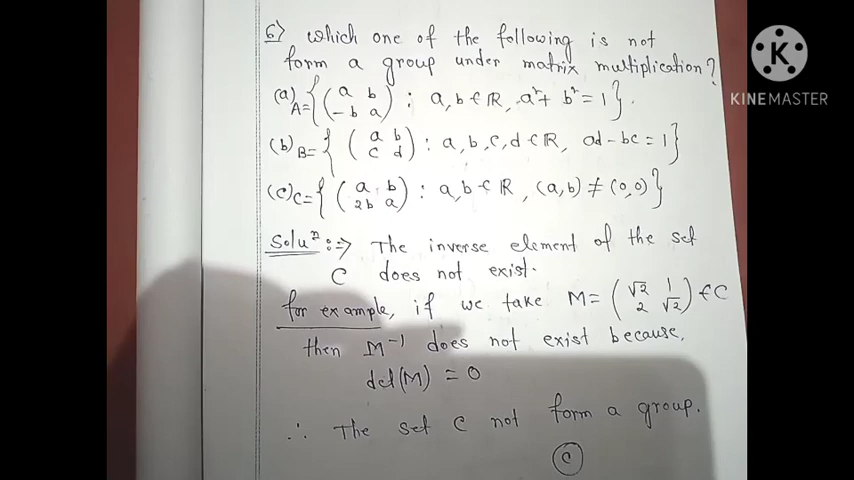 6) Which one of the following is not
form a group under matrix multiplication?
(a) A = { ( a b
-b a ) : a, b ∈ ℝ, a² + b² = 1 }.
(b) B = { ( a b
c d ) : a, b, c, d ∈ ℝ, ad - bc = 1 }
(c) C = { ( a b
2b a ) : a, b ∈ ℝ, (a, b) ≠ (0, 0) }
Soluⁿ :-> The inverse element of the set
C does not exist.
for example, if we take M = ( √2 1
2 √2 ) ∈ C
then M⁻¹ does not exist because,
det(M) = 0
∴ The set C not form a group.
(c)
K
KINEMASTER